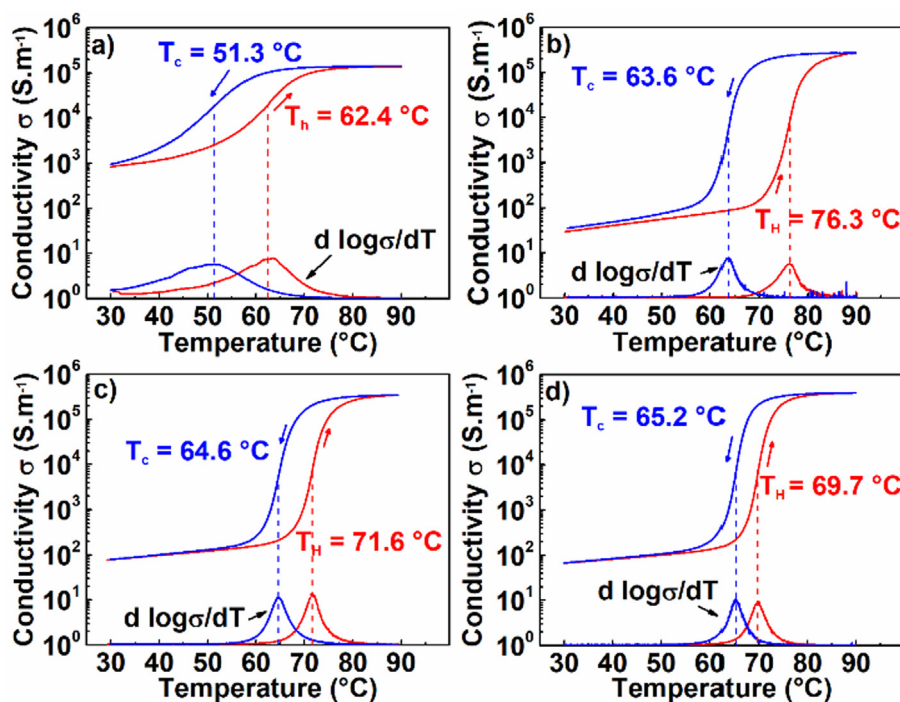 a)
Conductivity σ (S.m⁻¹)
10⁶
10⁵
10⁴
10³
10²
10¹
10⁰
T_c = 51.3 °C
T_h = 62.4 °C
d logσ/dT
30 40 50 60 70 80 90
Temperature (°C)
b)
Conductivity σ (S.m⁻¹)
10⁶
10⁵
10⁴
10³
10²
10¹
10⁰
T_c = 63.6 °C
T_H = 76.3 °C
d logσ/dT
30 40 50 60 70 80 90
Temperature (°C)
c)
Conductivity σ (S.m⁻¹)
10⁶
10⁵
10⁴
10³
10²
10¹
10⁰
T_c = 64.6 °C
T_H = 71.6 °C
d logσ/dT
30 40 50 60 70 80 90
Temperature (°C)
d)
Conductivity σ (S.m⁻¹)
10⁶
10⁵
10⁴
10³
10²
10¹
10⁰
T_c = 65.2 °C
T_H = 69.7 °C
d logσ/dT
30 40 50 60 70 80 90
Temperature (°C)